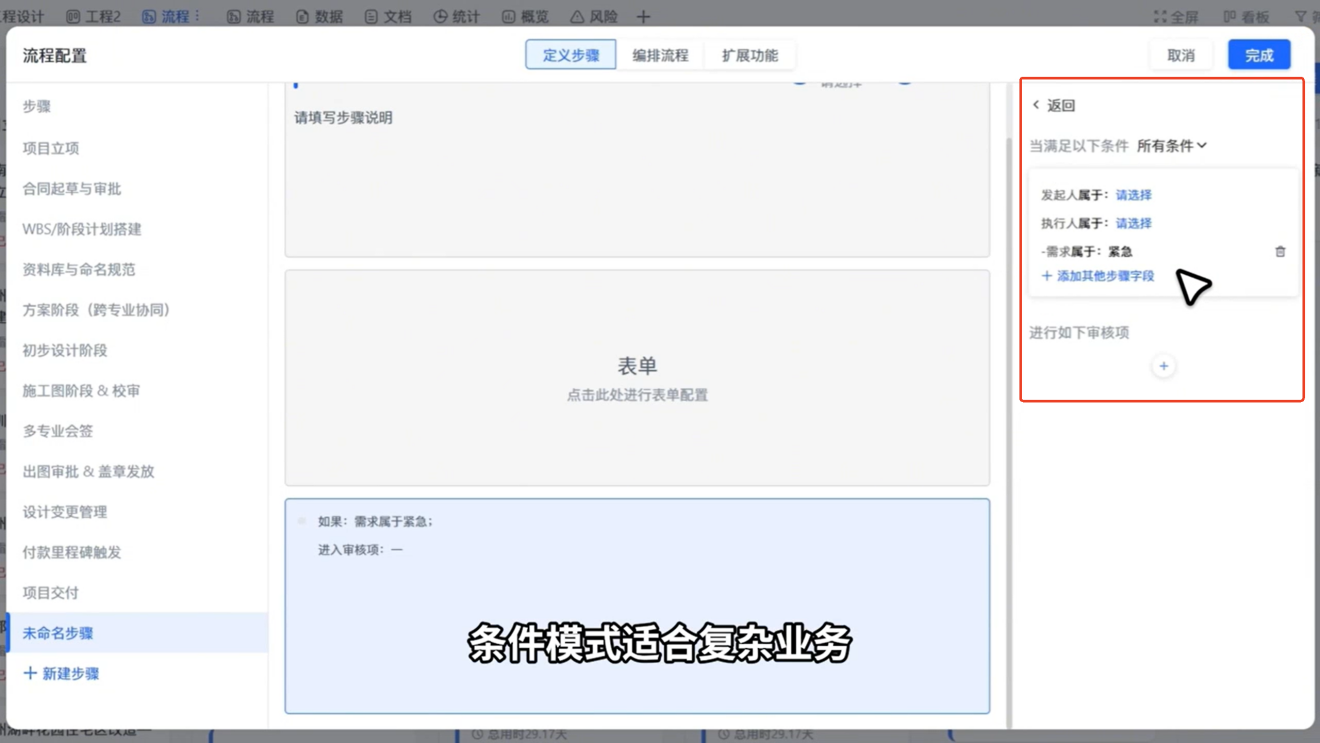 程设计 工程2 流程 流程 数据 文档 统计 概览 风险 全屏 看板
流程配置
定义步骤 编排流程 扩展功能
取消 完成
步骤
项目立项
合同起草与审批
WBS/阶段计划搭建
资料库与命名规范
方案阶段（跨专业协同）
初步设计阶段
施工图阶段 & 校审
多专业会签
出图审批 & 盖章发放
设计变更管理
付款里程碑触发
项目交付
未命名步骤
+ 新建步骤
请选择
请填写步骤说明
表单
点击此处进行表单配置
如果：需求属于紧急；
进入审核项：—
条件模式适合复杂业务
< 返回
当满足以下条件 所有条件
发起人属于：请选择
执行人属于：请选择
-需求属于：紧急
+ 添加其他步骤字段
进行如下审核项
+
总用时29.17天
总用时29.17天